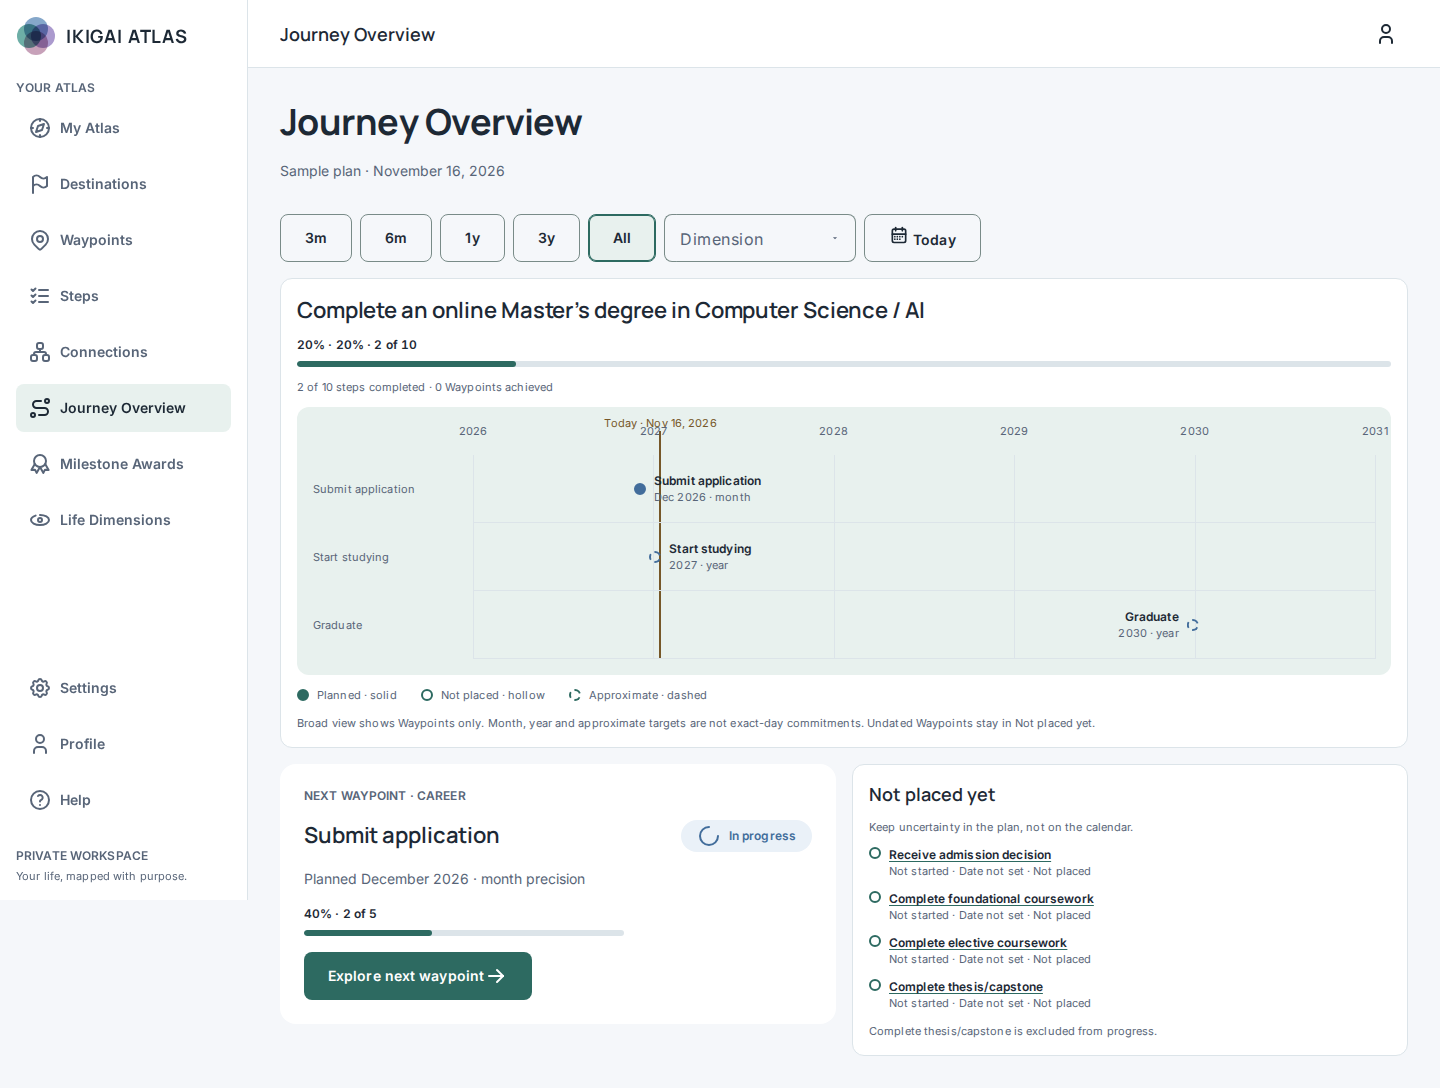 IKIGAI ATLAS
YOUR ATLAS
My Atlas
Destinations
Waypoints
Steps
Connections
Journey Overview
Milestone Awards
Life Dimensions
Settings
Profile
Help
PRIVATE WORKSPACE
Your life, mapped with purpose.
Journey Overview
Journey Overview
Sample plan · November 16, 2026
3m 6m 1y 3y All Dimension Today
Complete an online Master’s degree in Computer Science / AI
20% · 20% · 2 of 10
2 of 10 steps completed · 0 Waypoints achieved
Today · Nov 16, 2026
2026 2027 2028 2029 2030 2031
Submit application
Submit application
Dec 2026 · month
Start studying
Start studying
2027 · year
Graduate
Graduate
2030 · year
Planned · solid Not placed · hollow Approximate · dashed
Broad view shows Waypoints only. Month, year and approximate targets are not exact-day commitments. Undated Waypoints stay in Not placed yet.
NEXT WAYPOINT · CAREER
Submit application
In progress
Planned December 2026 · month precision
40% · 2 of 5
Explore next waypoint
Not placed yet
Keep uncertainty in the plan, not on the calendar.
Receive admission decision
Not started · Date not set · Not placed
Complete foundational coursework
Not started · Date not set · Not placed
Complete elective coursework
Not started · Date not set · Not placed
Complete thesis/capstone
Not started · Date not set · Not placed
Complete thesis/capstone is excluded from progress.